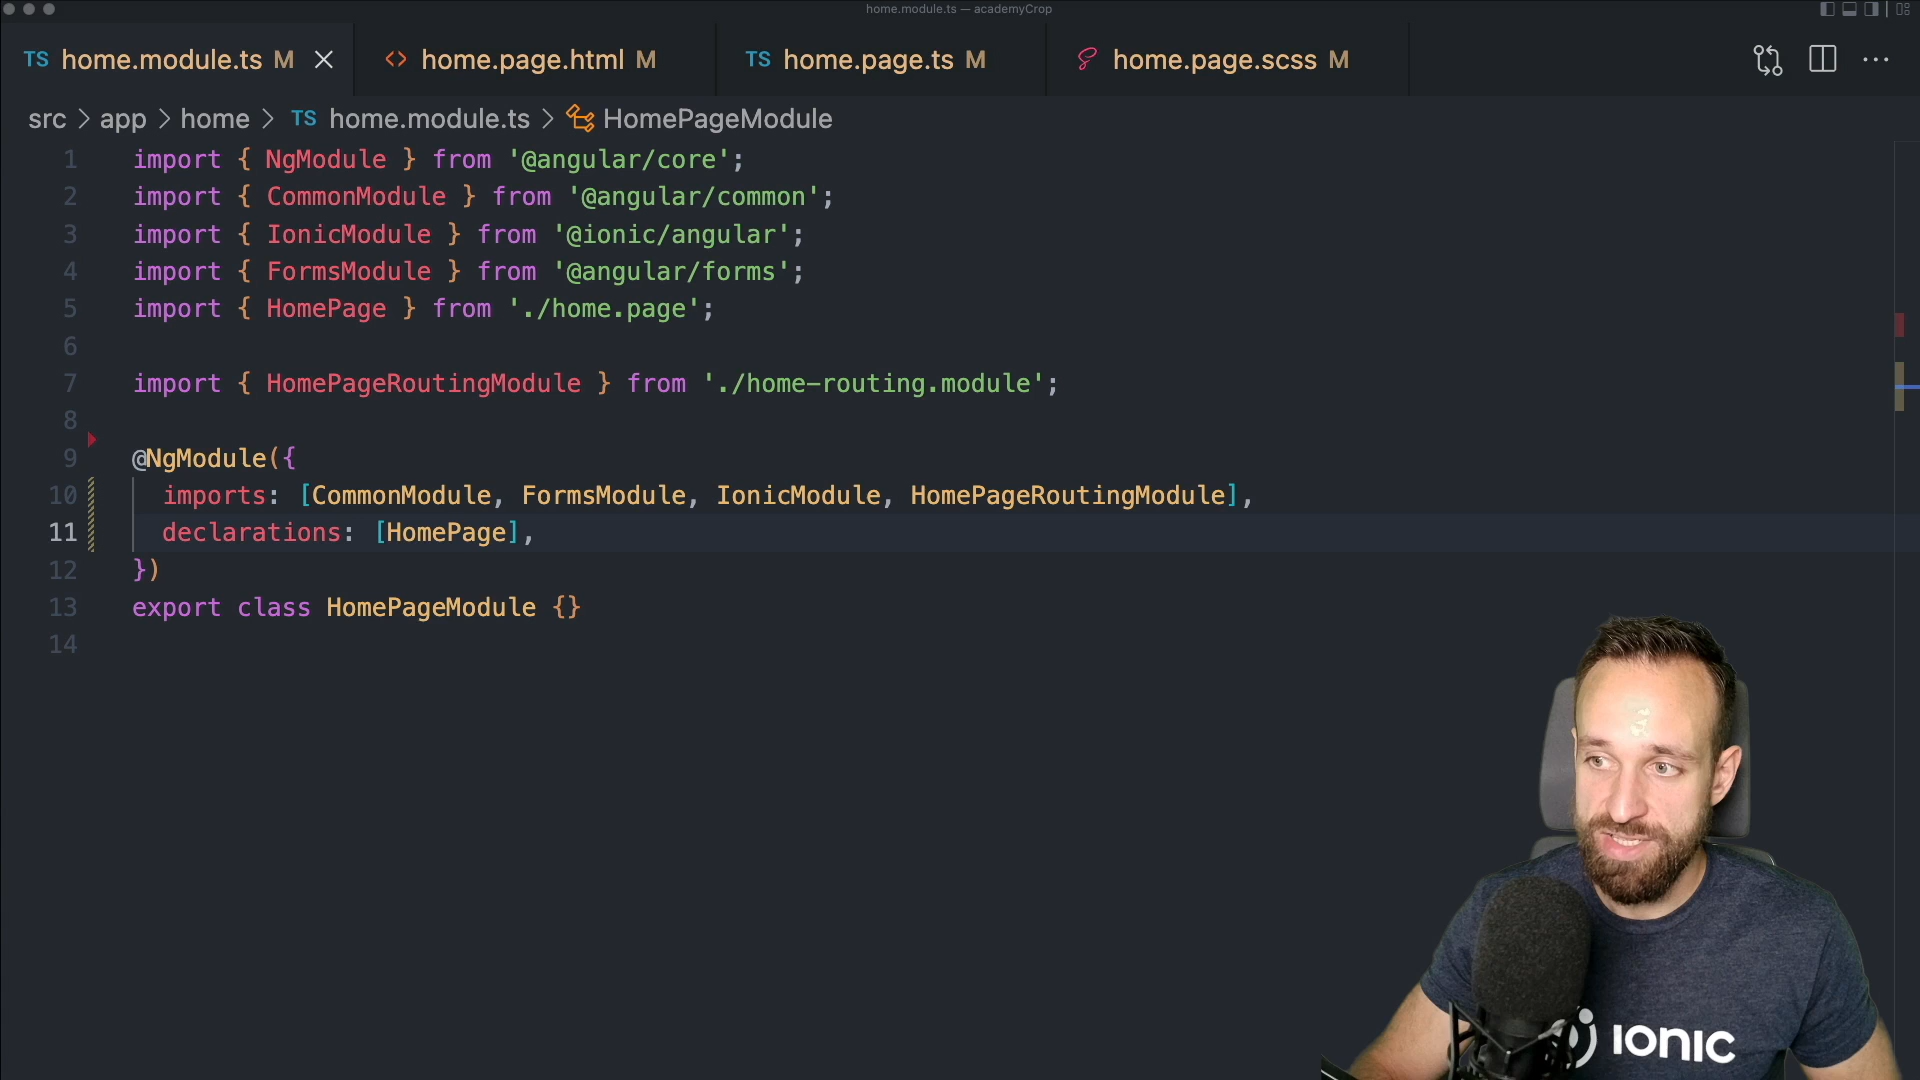 home.module.ts — academyCrop
TS home.module.ts M
<> home.page.html M
TS home.page.ts M
home.page.scss M
src > app > home > TS home.module.ts > HomePageModule
1 import { NgModule } from '@angular/core';
2 import { CommonModule } from '@angular/common';
3 import { IonicModule } from '@ionic/angular';
4 import { FormsModule } from '@angular/forms';
5 import { HomePage } from './home.page';
6
7 import { HomePageRoutingModule } from './home-routing.module';
8
9 @NgModule({
10 imports: [CommonModule, FormsModule, IonicModule, HomePageRoutingModule],
11 declarations: [HomePage],
12 })
13 export class HomePageModule {}
14
IONIC